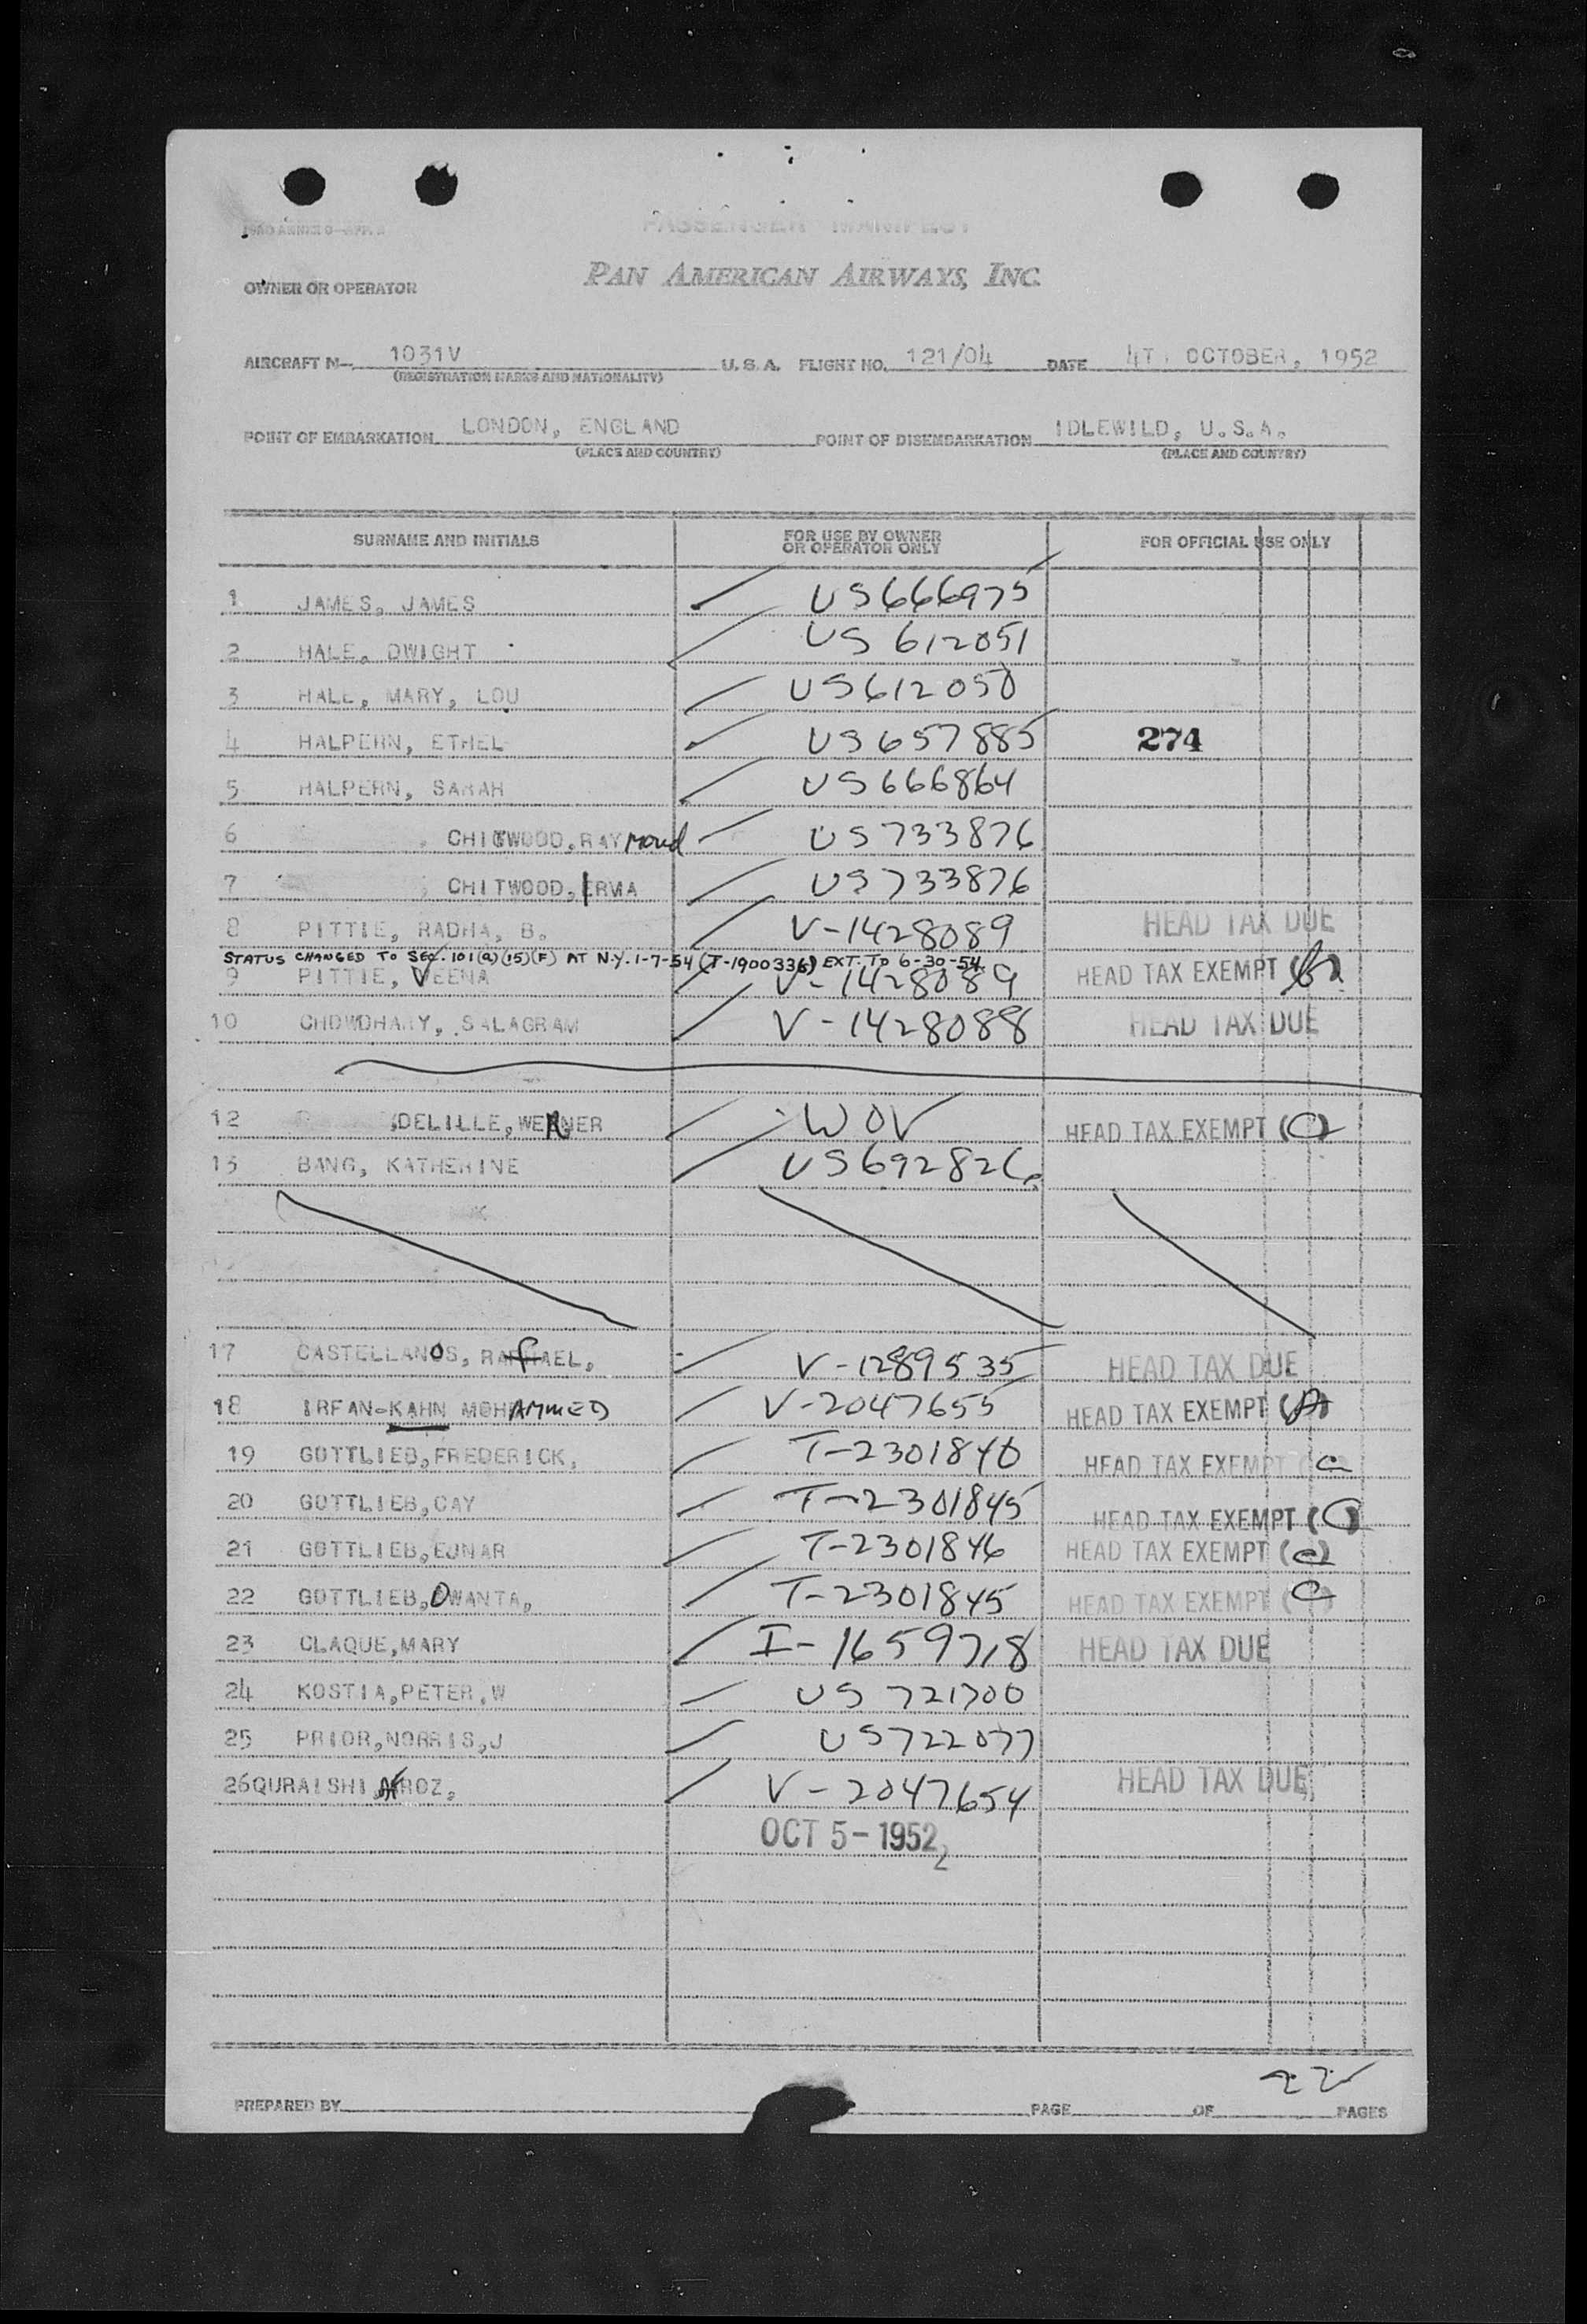 PASSENGER MANIFEST
PAN AMERICAN AIRWAYS, INC.
OWNER OR OPERATOR
AIRCRAFT N- 1031V U. S. A. FLIGHT NO. 121/04 DATE 4T OCTOBER, 1952
(REGISTRATION MARKS AND NATIONALITY)
POINT OF EMBARKATION LONDON, ENGLAND POINT OF DISEMBARKATION IDLEWILD, U.S.A.
(PLACE AND COUNTRY) (PLACE AND COUNTRY)
SURNAME AND INITIALS FOR USE BY OWNER OR OPERATOR ONLY FOR OFFICIAL USE ONLY
1 JAMES, JAMES US666975
2 HALE, DWIGHT US 612051
3 HALE, MARY, LOU US612050
4 HALPERN, ETHEL US657885 274
5 HALPERN, SARAH US666864
6 CHITWOOD, RAYMOND US733876
7 CHITWOOD, ERMA US733876
8 PITTIE, RADHA, B. V-1428089 HEAD TAX DUE
STATUS CHANGED TO SEC. 101(a)(15)(F) AT N.Y. 1-7-54 (T-1900336) EXT. TO 6-30-54
9 PITTIE, VEENA V-1428089 HEAD TAX EXEMPT
10 CHOWDHARY, SALAGRAM V-1428088 HEAD TAX DUE
12 DELILLE, WERNER WOV HEAD TAX EXEMPT (C)
13 BANG, KATHERINE US692826
17 CASTELLANOS, RAFAEL, V-1289535 HEAD TAX DUE
18 IRFAN-KAHN MOHAMMED V-2047655 HEAD TAX EXEMPT (A)
19 GOTTLIEB, FREDERICK, T-2301840 HEAD TAX EXEMPT C
20 GOTTLIEB, CAY T-2301845 HEAD TAX EXEMPT (C)
21 GOTTLIEB, EJNAR T-2301846 HEAD TAX EXEMPT (C)
22 GOTTLIEB, DWANTA, T-2301845 HEAD TAX EXEMPT (C)
23 CLAQUE, MARY I-1659718 HEAD TAX DUE
24 KOSTIA, PETER, W US 721700
25 PRIOR, NORRIS, J US722077
26 QURAISHI, AFROZ, V-2047654 HEAD TAX DUE
OCT 5-1952
2
22
PREPARED BY PAGE OF PAGES